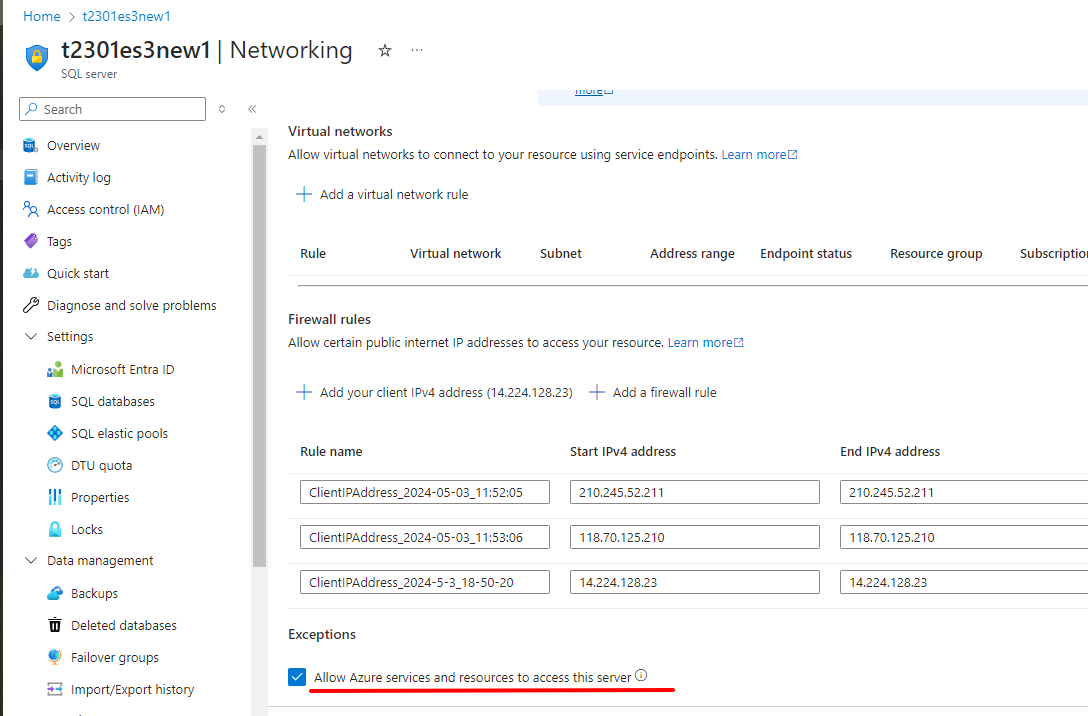 Home > t2301es3new1
t2301es3new1 | Networking
SQL server
Search
Overview
Activity log
Access control (IAM)
Tags
Quick start
Diagnose and solve problems
Settings
Microsoft Entra ID
SQL databases
SQL elastic pools
DTU quota
Properties
Locks
Data management
Backups
Deleted databases
Failover groups
Import/Export history
more
Virtual networks
Allow virtual networks to connect to your resource using service endpoints. Learn more
Add a virtual network rule
Rule Virtual network Subnet Address range Endpoint status Resource group Subscription
Firewall rules
Allow certain public internet IP addresses to access your resource. Learn more
Add your client IPv4 address (14.224.128.23) Add a firewall rule
Rule name Start IPv4 address End IPv4 address
ClientIPAddress_2024-05-03_11:52:05 210.245.52.211 210.245.52.211
ClientIPAddress_2024-05-03_11:53:06 118.70.125.210 118.70.125.210
ClientIPAddress_2024-5-3_18-50-20 14.224.128.23 14.224.128.23
Exceptions
Allow Azure services and resources to access this server